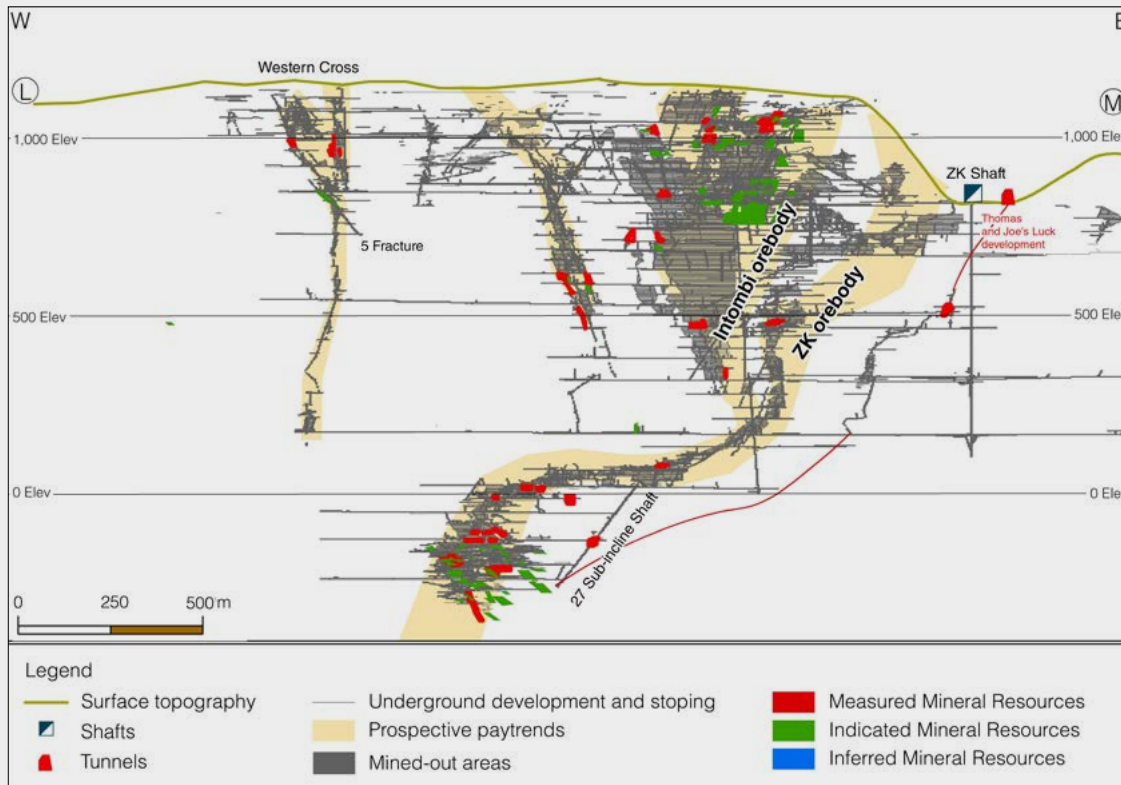 W
E
Western Cross
L
M
1,000 Elev
1,000 Elev
ZK Shaft
Thomas
and Joe's Luck
development
5 Fracture
Intombi orebody
ZK orebody
500 Elev
500 Elev
0 Elev
0 Elev
27 Sub-incline Shaft
0 250 500 m
Legend
Surface topography
Shafts
Tunnels
Underground development and stoping
Prospective paytrends
Mined-out areas
Measured Mineral Resources
Indicated Mineral Resources
Inferred Mineral Resources